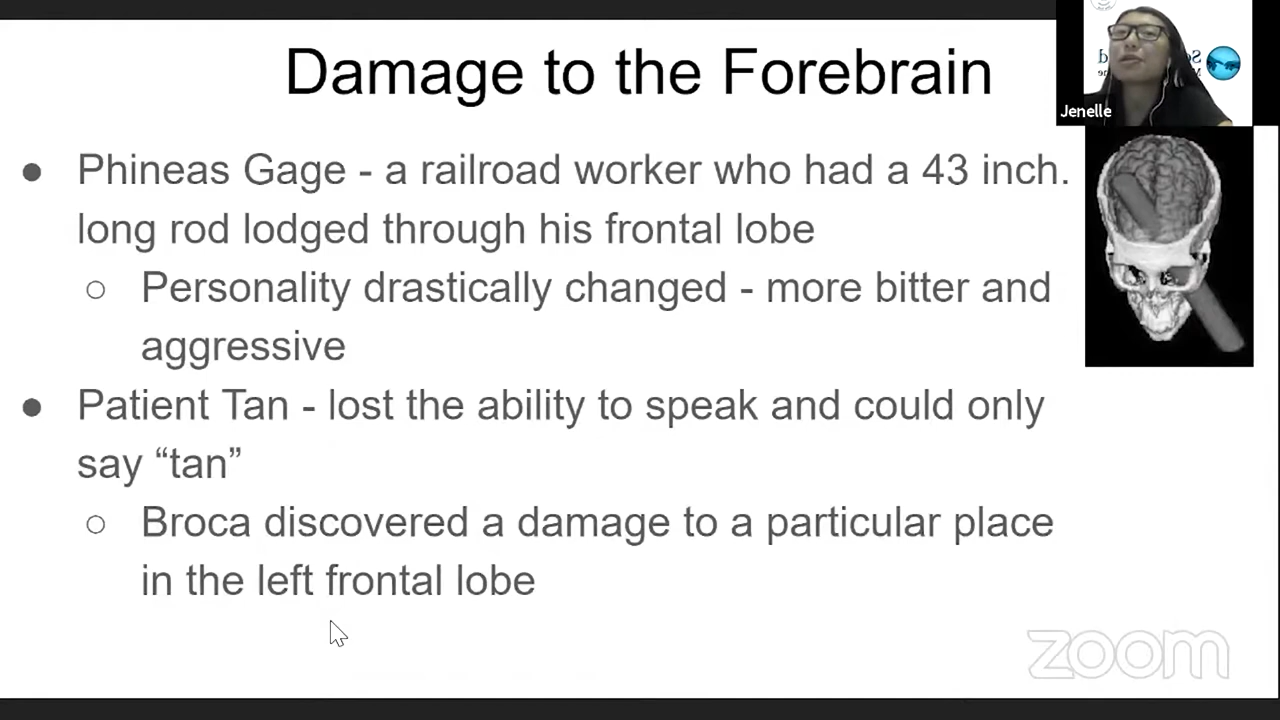 Damage to the Forebrain
Jenelle
● Phineas Gage - a railroad worker who had a 43 inch.
long rod lodged through his frontal lobe
○ Personality drastically changed - more bitter and
aggressive
● Patient Tan - lost the ability to speak and could only
say “tan”
○ Broca discovered a damage to a particular place
in the left frontal lobe
zoom